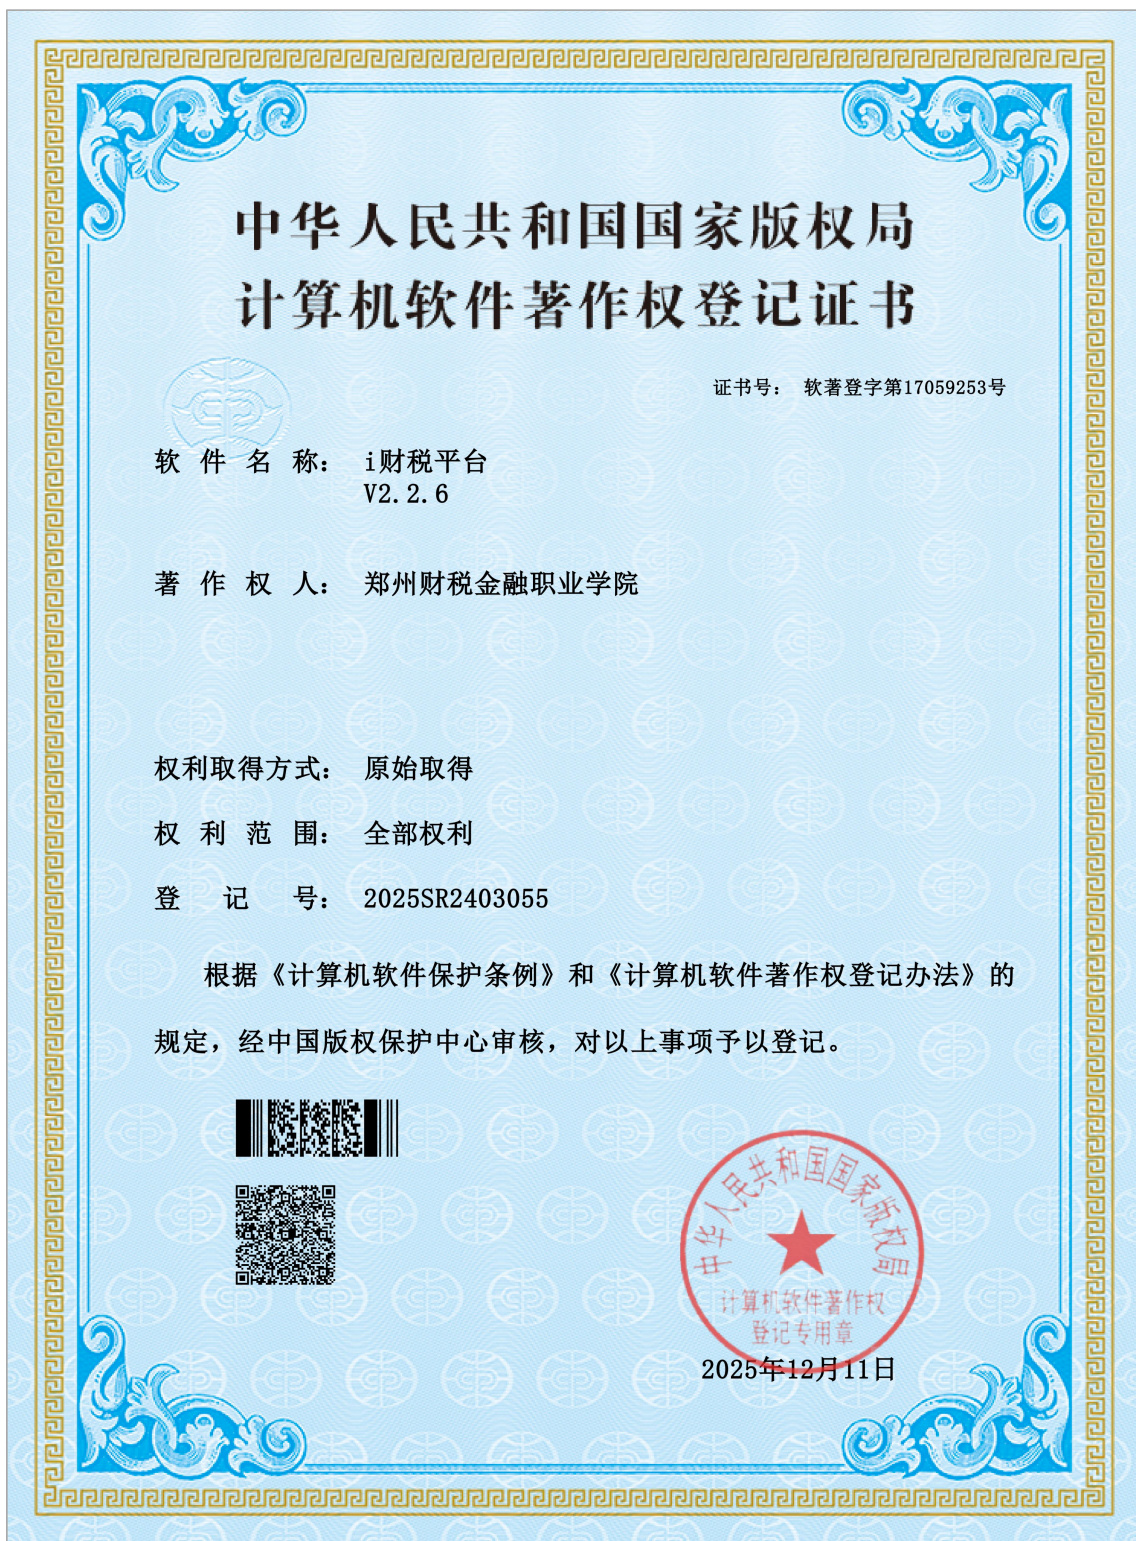 中华人民共和国国家版权局
计算机软件著作权登记证书
证书号： 软著登字第17059253号
软件名称： i财税平台
V2.2.6
著作权人： 郑州财税金融职业学院
权利取得方式： 原始取得
权利范围： 全部权利
登记号： 2025SR2403055
根据《计算机软件保护条例》和《计算机软件著作权登记办法》的
规定，经中国版权保护中心审核，对以上事项予以登记。
中华人民共和国国家版权局
计算机软件著作权
登记专用章
2025年12月11日